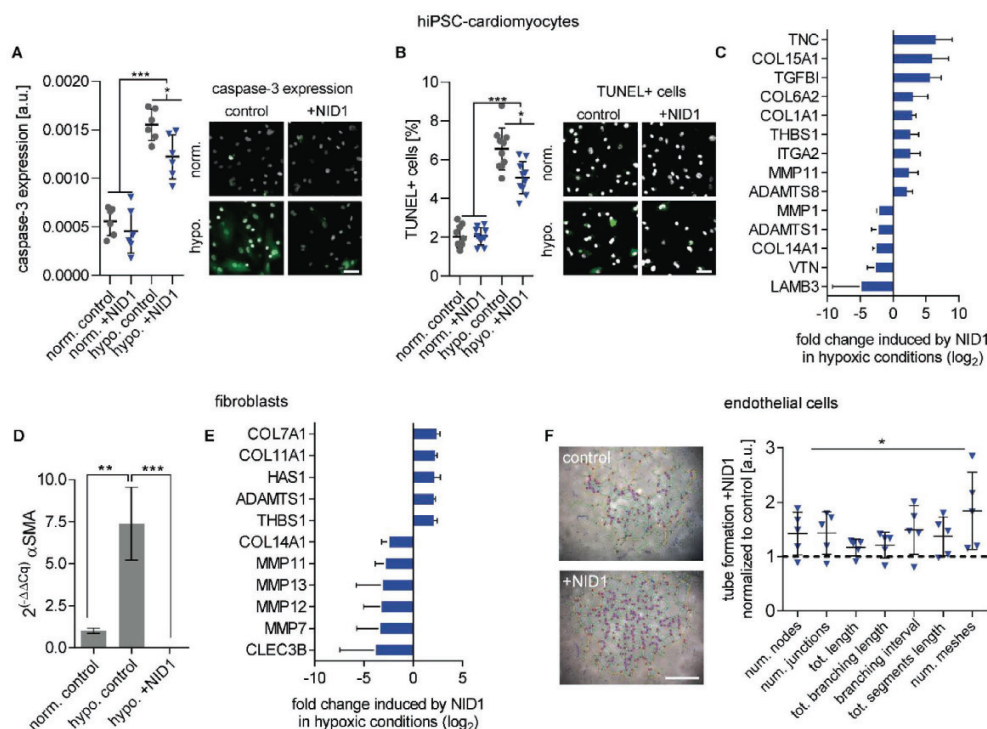 hiPSC-cardiomyocytes
A
caspase-3 expression [a.u.]
0.0020
0.0015
0.0010
0.0005
0.0000
***
*
norm. control
norm. +NID1
hypo. control
hypo. +NID1
caspase-3 expression
control
+NID1
norm.
hypo.
B
TUNEL+ cells [%]
10
8
6
4
2
0
***
*
norm. control
norm. +NID1
hypo. control
hpyo. +NID1
TUNEL+ cells
control
+NID1
norm.
hypo.
C
TNC
COL15A1
TGFBI
COL6A2
COL1A1
THBS1
ITGA2
MMP11
ADAMTS8
MMP1
ADAMTS1
COL14A1
VTN
LAMB3
-10
-5
0
5
10
fold change induced by NID1
in hypoxic conditions (log2)
fibroblasts
D
2(-ΔΔCq) αSMA
10.0
7.5
5.0
2.5
0.0
**
***
norm. control
hypo. control
hypo. +NID1
E
COL7A1
COL11A1
HAS1
ADAMTS1
THBS1
COL14A1
MMP11
MMP13
MMP12
MMP7
CLEC3B
-10
-5
0
5
fold change induced by NID1
in hypoxic conditions (log2)
endothelial cells
F
control
+NID1
tube formation +NID1
normalized to control [a.u.]
3
2
1
0
*
num. nodes
num. junctions
tot. length
tot. branching length
branching interval
tot. segments length
num. meshes